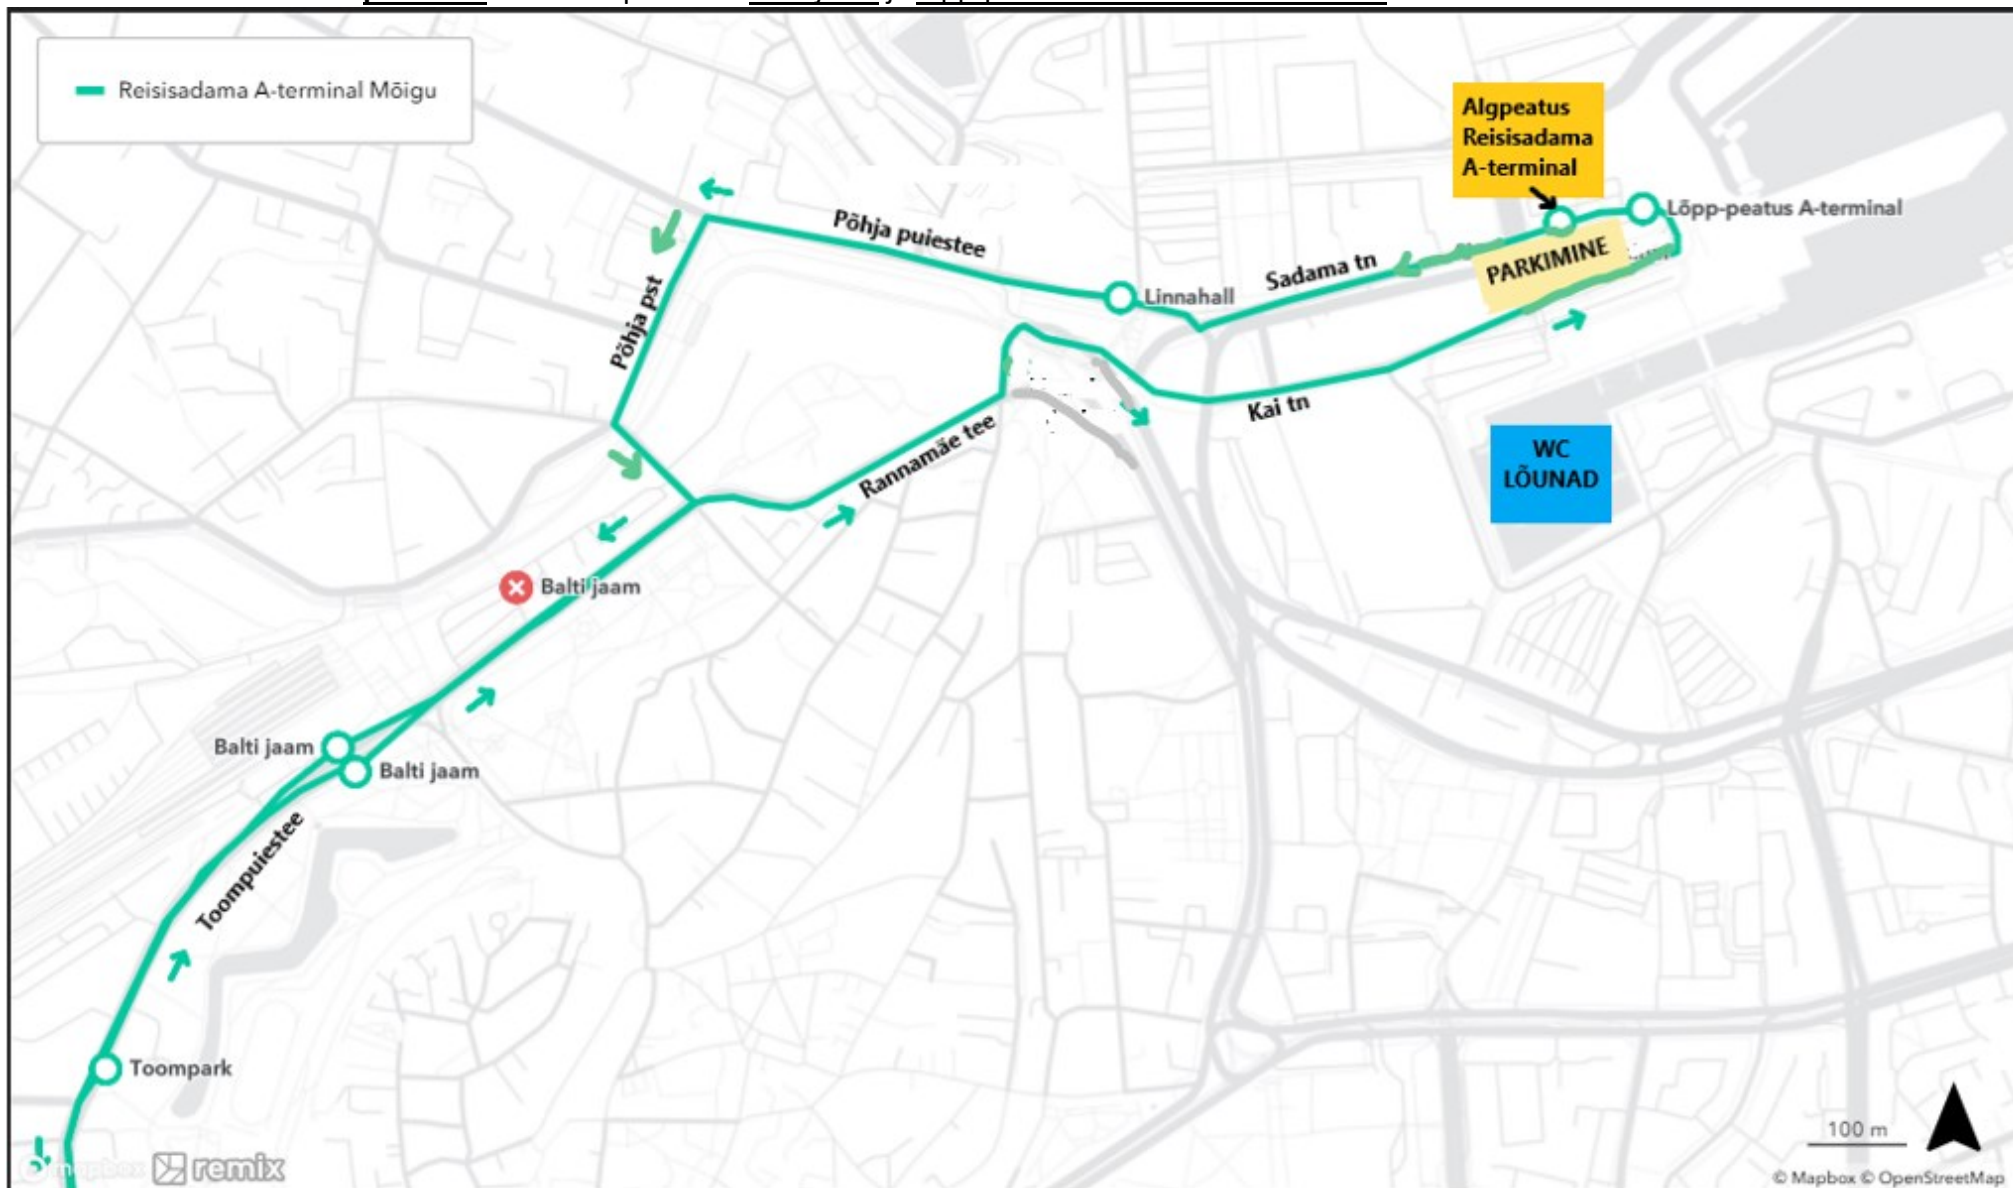 Reisisadama A-terminal Mõigu
Algpeatus
Reisisadama
A-terminal
Lõpp-peatus A-terminal
Põhja puiestee
PARKIMINE
Sadama tn
Linnahall
Põhja pst
Kai tn
Rannamäe tee
WC
LÕUNAD
Balti jaam
Balti jaam
Balti jaam
Toompuiestee
Toompark
100 m
mapbox
remix
© Mapbox © OpenStreetMap